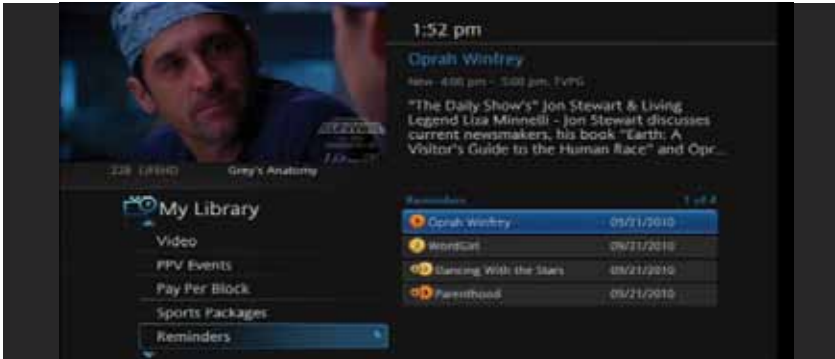 1:52 pm
Oprah Winfrey
New 4:00 pm - 5:00 pm, TVPG
"The Daily Show's" Jon Stewart & Living
Legend Liza Minnelli - Jon Stewart discusses
current newsmakers, his book "Earth: A
Visitor's Guide to the Human Race" and Opr...
228 LIFEHD Grey's Anatomy
My Library
Video
PPV Events
Pay Per Block
Sports Packages
Reminders
Reminders 1 of 4
Oprah Winfrey 09/21/2010
WordGirl 09/21/2010
Dancing With the Stars 09/21/2010
Parenthood 09/21/2010